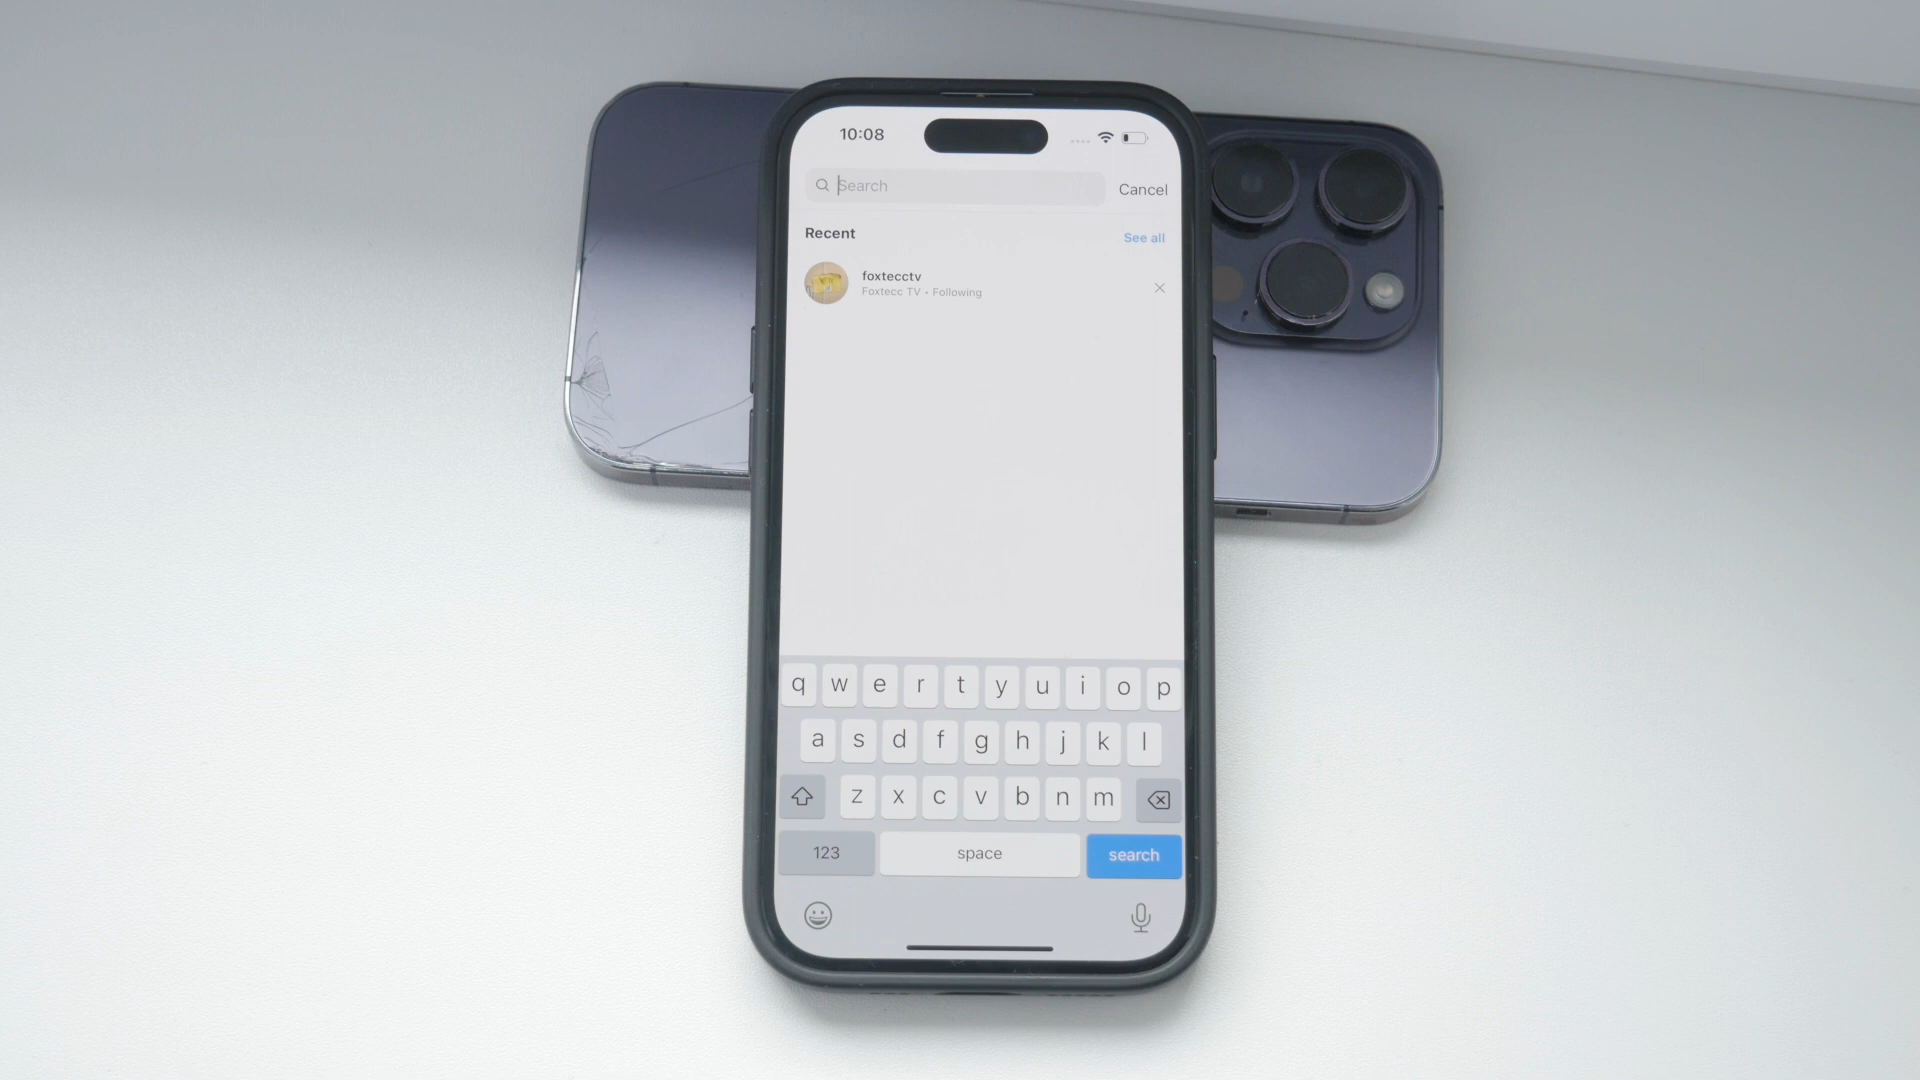 10:08
Search
Cancel
Recent
See all
foxtecctv
Foxtecc TV • Following
q w e r t y u i o p
a s d f g h j k l
z x c v b n m
123
space
search